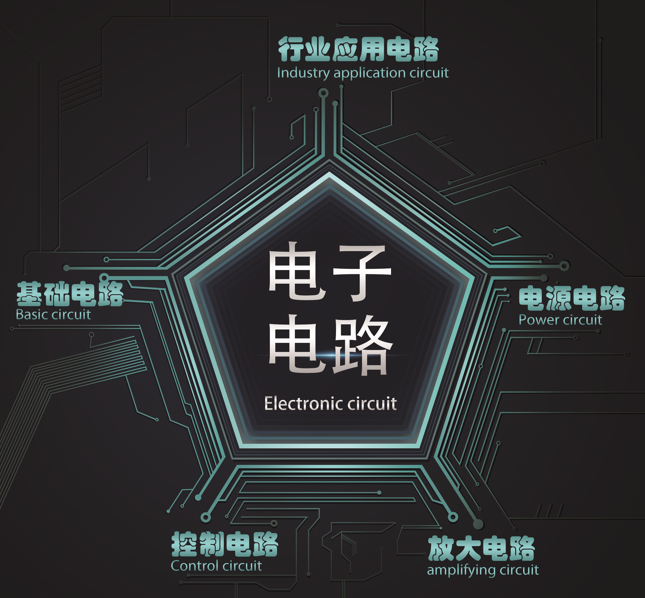 行业应用电路
Industry application circuit
电子
电路
Electronic circuit
基础电路
Basic circuit
电源电路
Power circuit
控制电路
Control circuit
放大电路
amplifying circuit